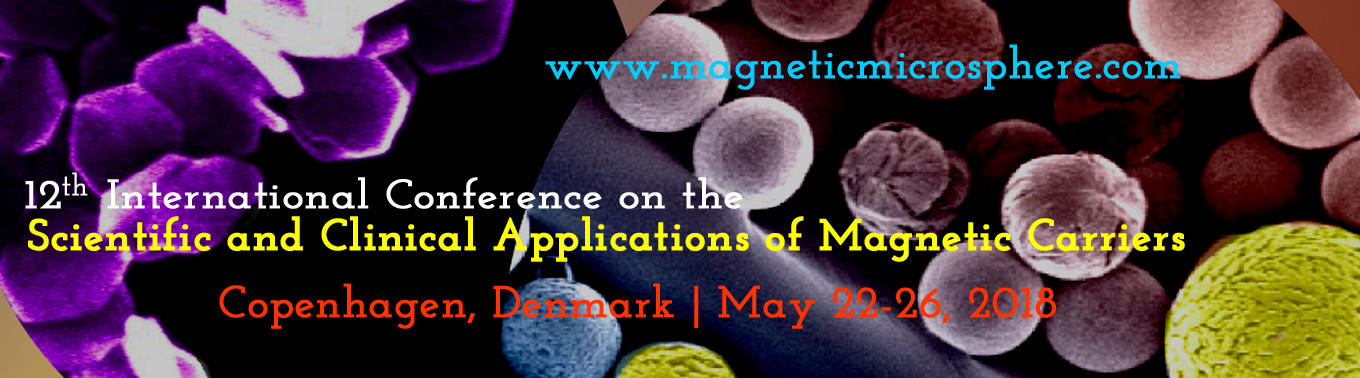 www.magneticmicrosphere.com
12th International Conference on the
Scientific and Clinical Applications of Magnetic Carriers
Copenhagen, Denmark | May 22-26, 2018